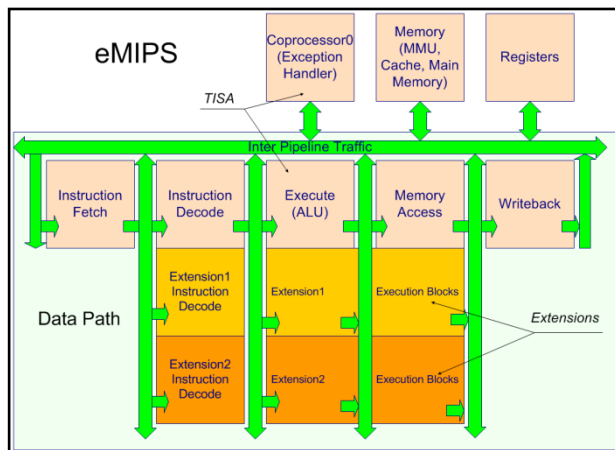 eMIPS
Coprocessor0
(Exception
Handler)
Memory
(MMU,
Cache, Main
Memory)
Registers
TISA
Inter Pipeline Traffic
Instruction
Fetch
Instruction
Decode
Execute
(ALU)
Memory
Access
Writeback
Extension1
Instruction
Decode
Extension1
Execution Blocks
Data Path
Extensions
Extension2
Instruction
Decode
Extension2
Execution Blocks